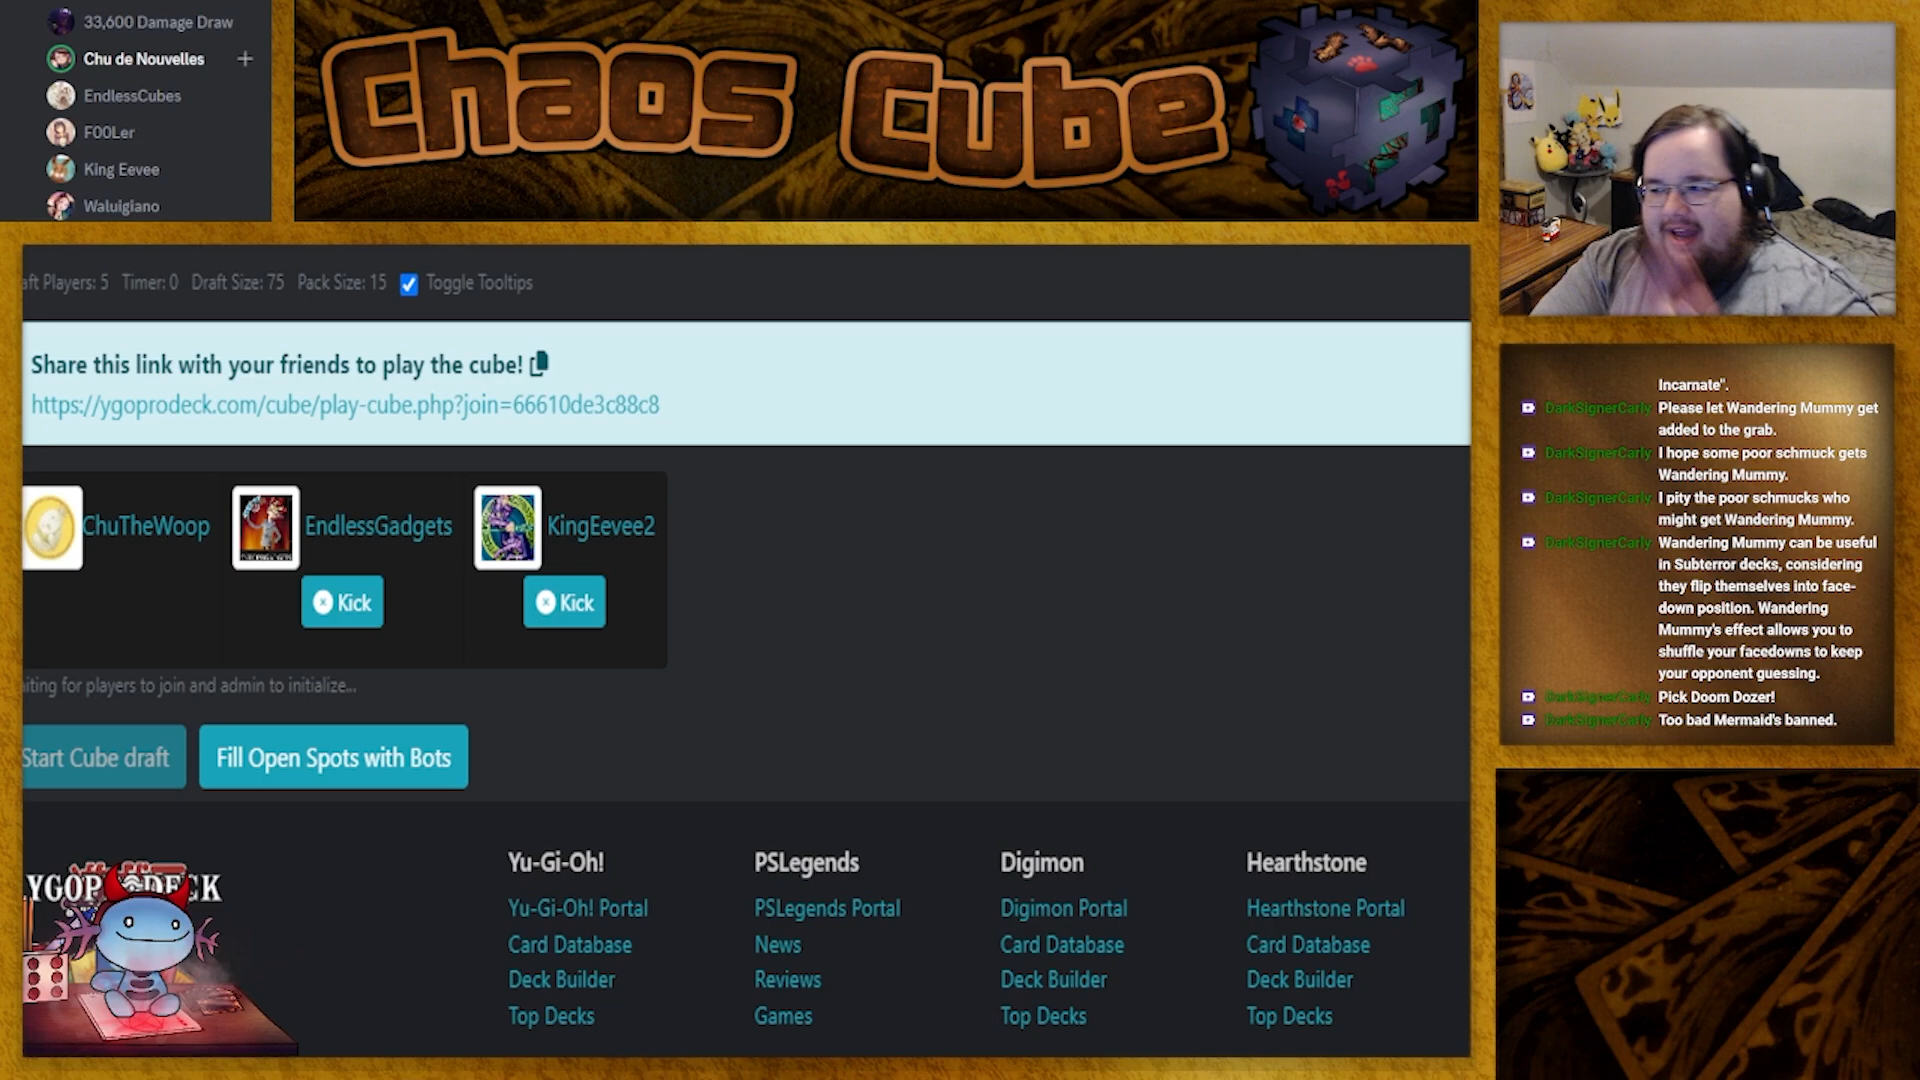 33,600 Damage Draw
Chu de Nouvelles
EndlessCubes
F00Ler
King Eevee
Waluigiano
Chaos Cube
aft Players: 5 Timer: 0 Draft Size: 75 Pack Size: 15 Toggle Tooltips
Share this link with your friends to play the cube!
https://ygoprodeck.com/cube/play-cube.php?join=66610de3c88c8
ChuTheWoop
EndlessGadgets
KingEevee2
Kick
Kick
iting for players to join and admin to initialize...
Start Cube draft
Fill Open Spots with Bots
YGOPRODECK
Yu-Gi-Oh!
Yu-Gi-Oh! Portal
Card Database
Deck Builder
Top Decks
PSLegends
PSLegends Portal
News
Reviews
Games
Digimon
Digimon Portal
Card Database
Deck Builder
Top Decks
Hearthstone
Hearthstone Portal
Card Database
Deck Builder
Top Decks
Incarnate".
DarkSignerCarly Please let Wandering Mummy get
added to the grab.
DarkSignerCarly I hope some poor schmuck gets
Wandering Mummy.
DarkSignerCarly I pity the poor schmucks who
might get Wandering Mummy.
DarkSignerCarly Wandering Mummy can be useful
in Subterror decks, considering
they flip themselves into face-
down position. Wandering
Mummy's effect allows you to
shuffle your facedowns to keep
your opponent guessing.
DarkSignerCarly Pick Doom Dozer!
DarkSignerCarly Too bad Mermaid's banned.